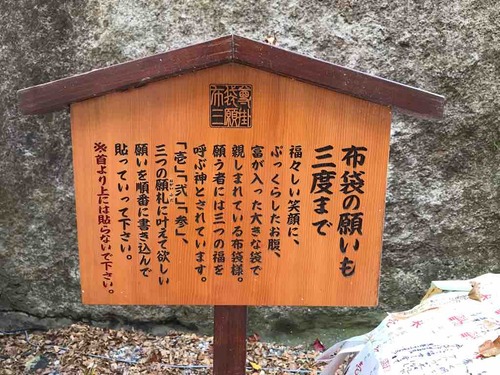 布袋の願いも
三度まで
福々しい笑顔に、
ぷっくらしたお腹、
富が入った大きな袋で
親しまれている布袋様。
願う者には三つの福を
呼ぶ神とされています。
「壱」、「弐」、「参」、
三つの願札に叶えて欲しい
願いを順番に書き込んで
貼っていって下さい。
※首より上には貼らないで下さい。
布袋尊
三願掛